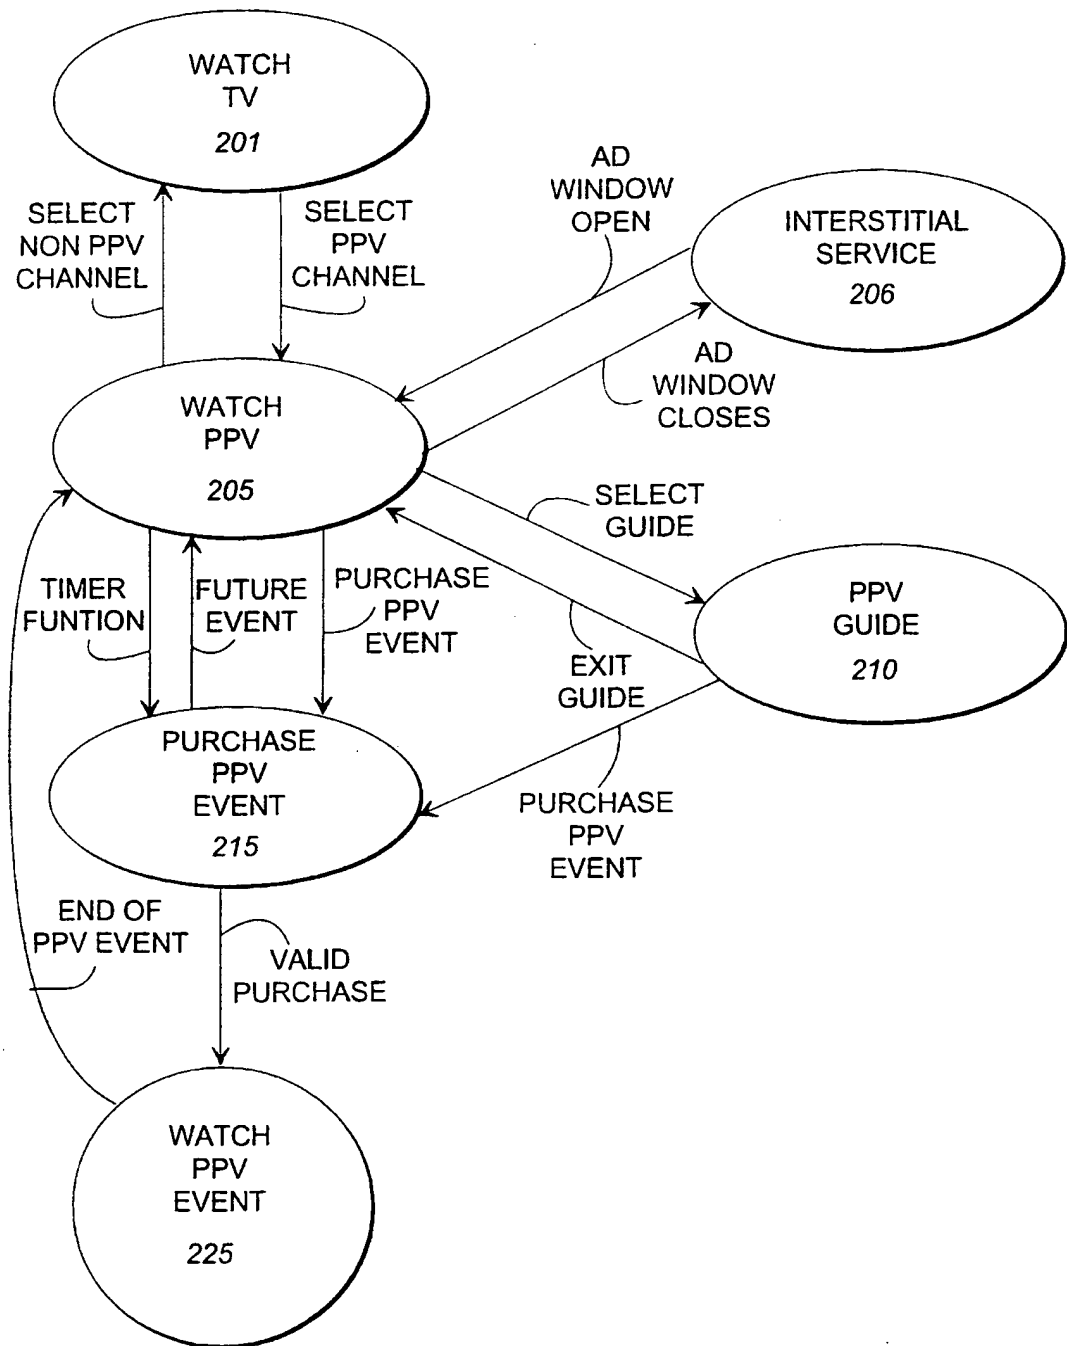 WATCH
TV
201
SELECT
NON PPV
CHANNEL
SELECT
PPV
CHANNEL
AD
WINDOW
OPEN
INTERSTITIAL
SERVICE
206
AD
WINDOW
CLOSES
WATCH
PPV
205
SELECT
GUIDE
TIMER
FUNTION
FUTURE
EVENT
PURCHASE
PPV
EVENT
PPV
GUIDE
210
EXIT
GUIDE
PURCHASE
PPV
EVENT
215
PURCHASE
PPV
EVENT
END OF
PPV EVENT
VALID
PURCHASE
WATCH
PPV
EVENT
225